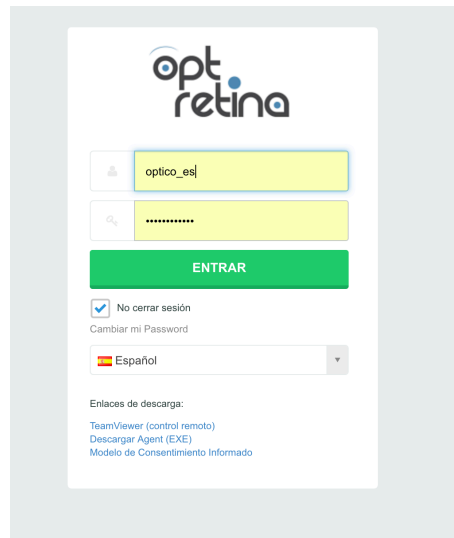 opt
retina
optico_es
••••••••••••
ENTRAR
No cerrar sesión
Cambiar mi Password
Español
Enlaces de descarga:
TeamViewer (control remoto)
Descargar Agent (EXE)
Modelo de Consentimiento Informado